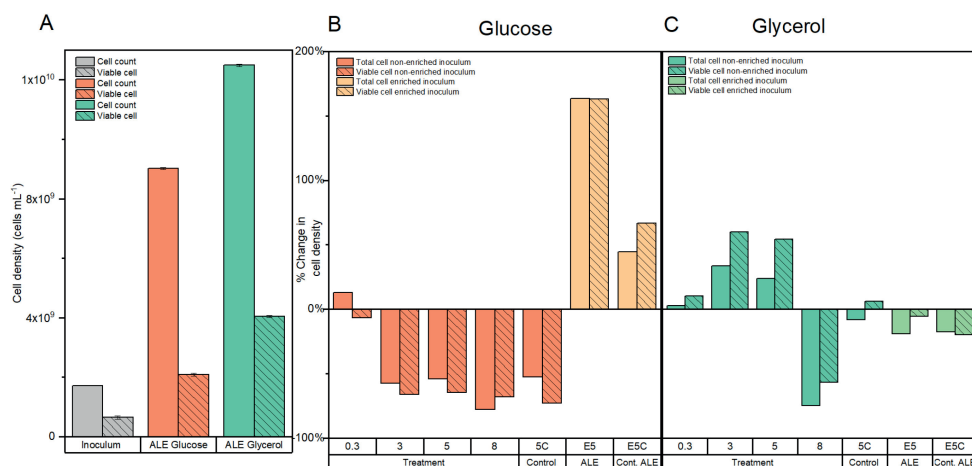 A
Cell count
Viable cell
Cell count
Viable cell
Cell count
Viable cell
Cell density (cells mL⁻¹)
1x10¹⁰
8x10⁹
4x10⁹
0
Inoculum ALE Glucose ALE Glycerol
B Glucose
Total cell non-enriched inoculum
Viable cell non-enriched inoculum
Total cell enriched inoculum
Viable cell enriched inoculum
% Change in
cell density
200%
100%
0%
-100%
0.3 3 5 8 5C E5 E5C
Treatment Control ALE Cont. ALE
C Glycerol
Total cell non-enriched inoculum
Viable cell non-enriched inoculum
Total cell enriched inoculum
Viable cell enriched inoculum
0.3 3 5 8 5C E5 E5C
Treatment Control ALE Cont. ALE